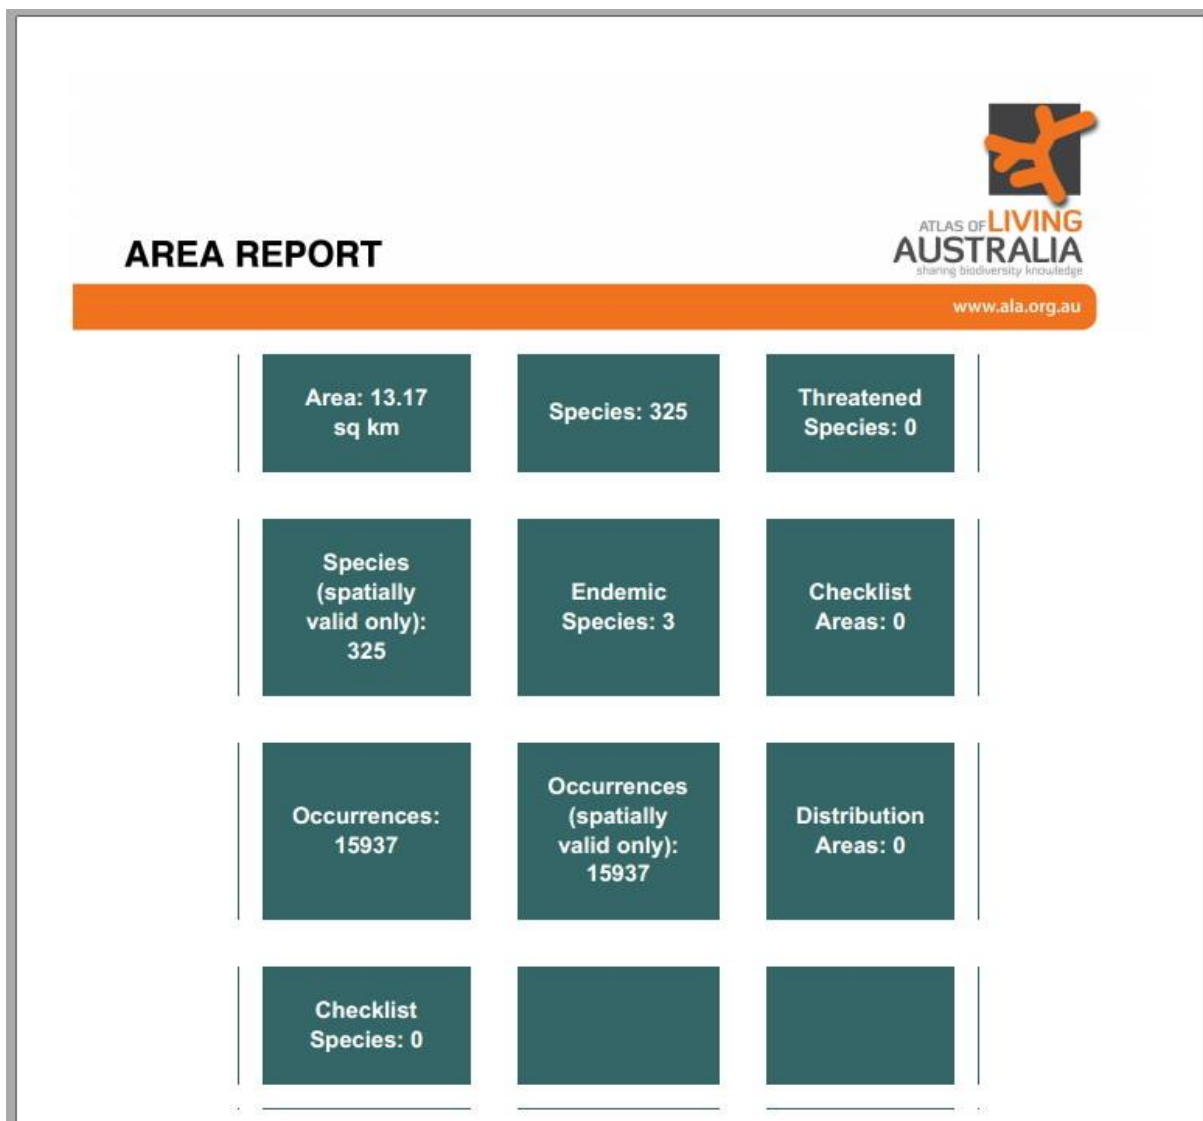 ATLAS OF LIVING
AUSTRALIA
sharing biodiversity knowledge
AREA REPORT
www.ala.org.au
Area: 13.17
sq km
Species: 325
Threatened
Species: 0
Species
(spatially
valid only):
325
Endemic
Species: 3
Checklist
Areas: 0
Occurrences:
15937
Occurrences
(spatially
valid only):
15937
Distribution
Areas: 0
Checklist
Species: 0